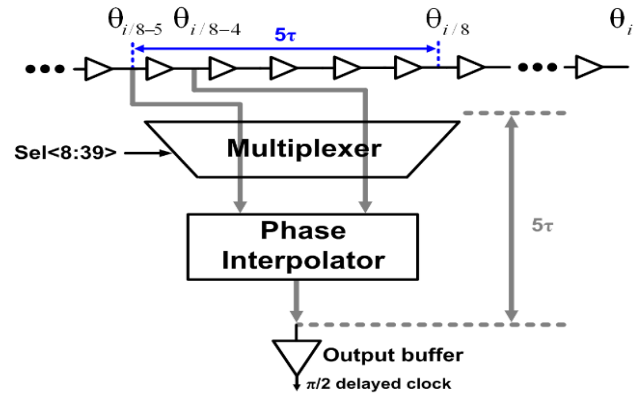 θi/8–5 θi/8–4 θi/8 θi
5τ
Sel<8:39>
Multiplexer
5τ
Phase
Interpolator
Output buffer
π/2 delayed clock